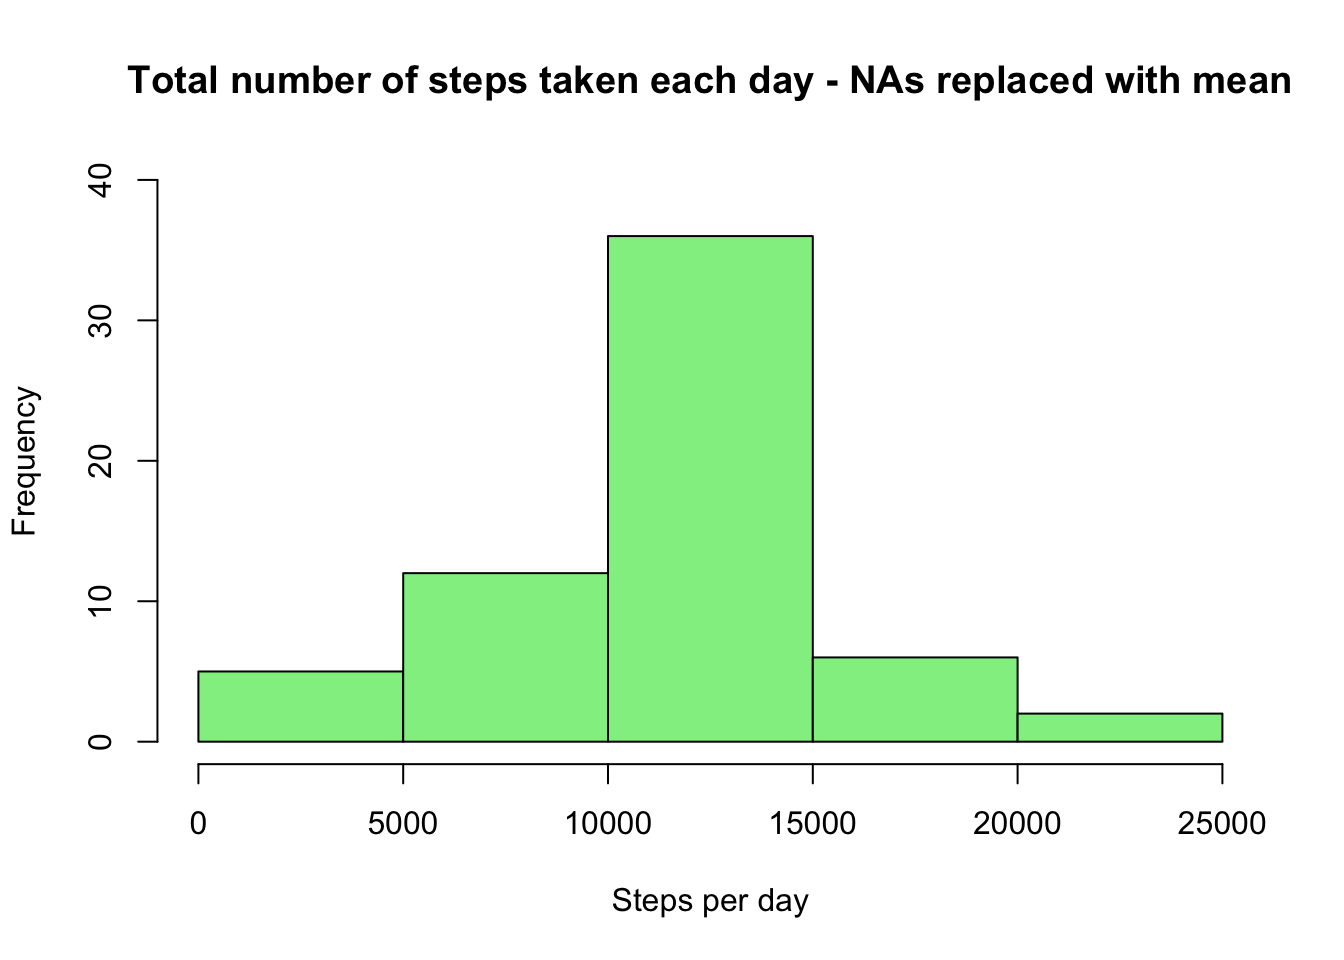 Total number of steps taken each day - NAs replaced with mean
40
30
20
10
0
Frequency
0 5000 10000 15000 20000 25000
Steps per day